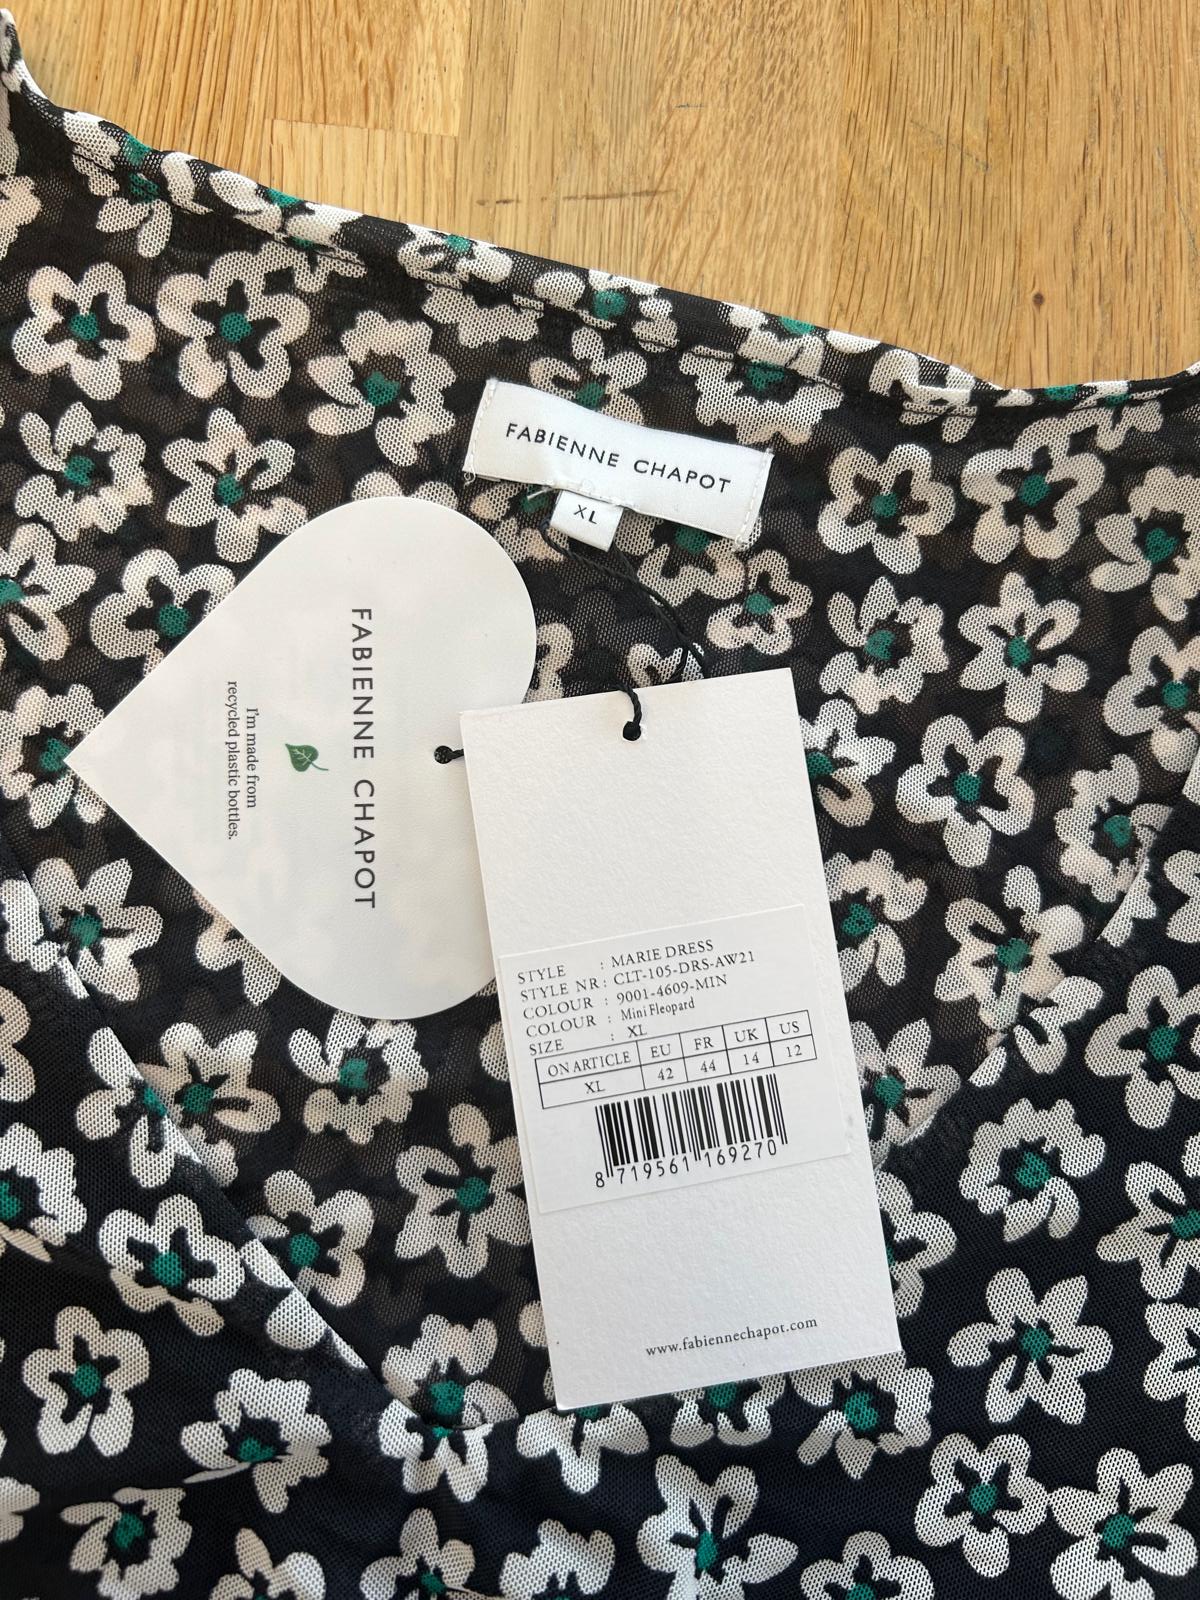 FABIENNE CHAPOT
XL
FABIENNE CHAPOT
I'm made from
recycled plastic bottles.
STYLE : MARIE DRESS
STYLE NR : CLT-105-DRS-AW21
COLOUR : 9001-4609-MIN
COLOUR : Mini Fleopard
SIZE : XL
ON ARTICLE EU FR UK US
XL 42 44 14 12
8 719561 169270
www.fabiennechapot.com